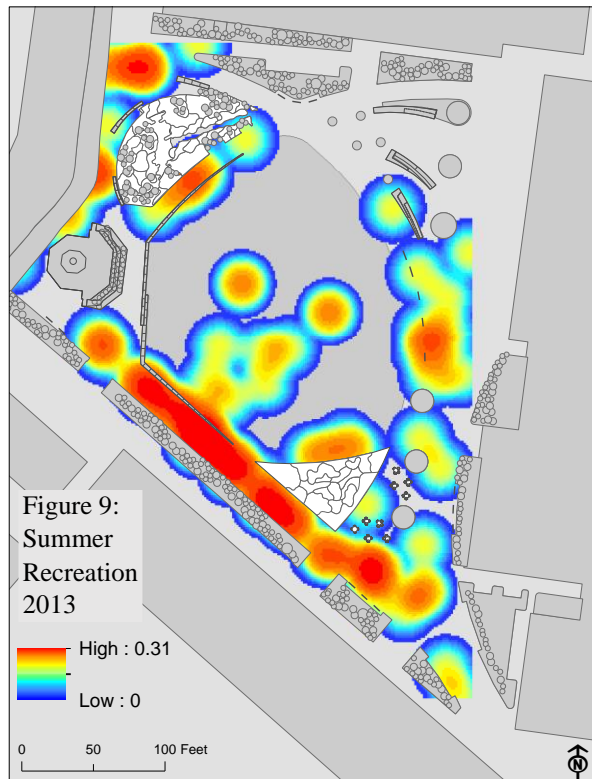 Figure 9:
Summer
Recreation
2013
High : 0.31
Low : 0
0 50 100 Feet
N